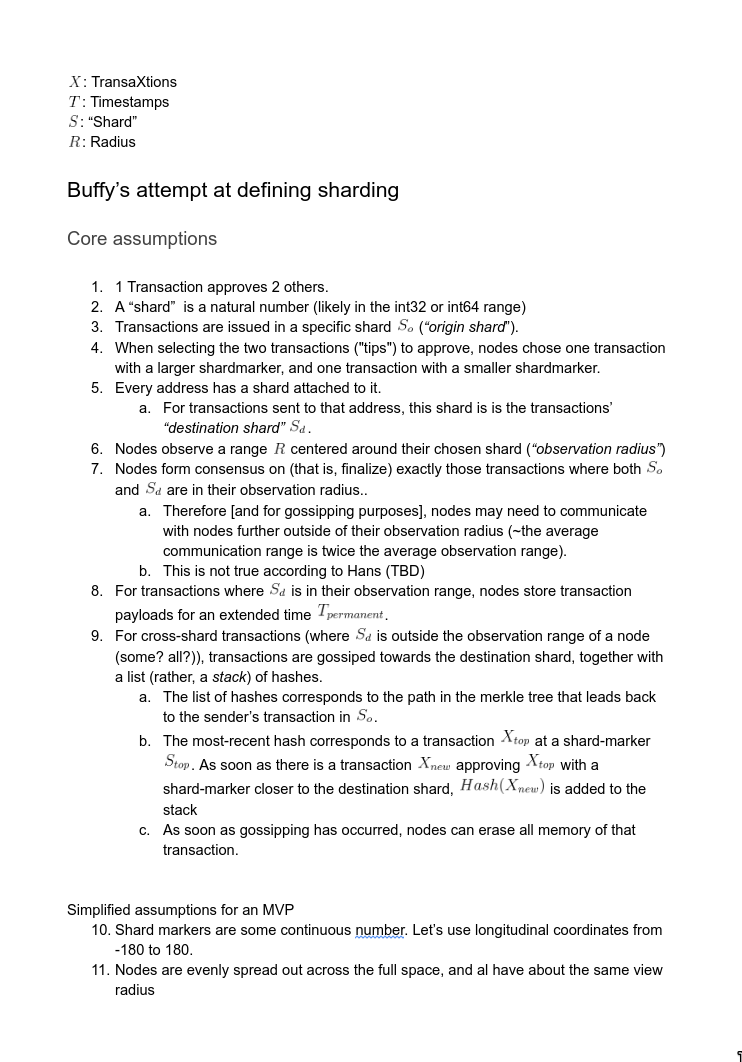 X: TransaXtions
T: Timestamps
S: “Shard”
R: Radius
Buffy’s attempt at defining sharding
Core assumptions
1. 1 Transaction approves 2 others.
2. A “shard”  is a natural number (likely in the int32 or int64 range)
3. Transactions are issued in a specific shard S_o (“origin shard”).
4. When selecting the two transactions ("tips") to approve, nodes chose one transaction
with a larger shardmarker, and one transaction with a smaller shardmarker.
5. Every address has a shard attached to it.
a. For transactions sent to that address, this shard is is the transactions’
“destination shard” S_d.
6. Nodes observe a range R centered around their chosen shard (“observation radius”)
7. Nodes form consensus on (that is, finalize) exactly those transactions where both S_o
and S_d are in their observation radius..
a. Therefore [and for gossiping purposes], nodes may need to communicate
with nodes further outside of their observation radius (~the average
communication range is twice the average observation range).
b. This is not true according to Hans (TBD)
8. For transactions where S_d is in their observation range, nodes store transaction
payloads for an extended time T_permanent.
9. For cross-shard transactions (where S_d is outside the observation range of a node
(some? all?)), transactions are gossiped towards the destination shard, together with
a list (rather, a stack) of hashes.
a. The list of hashes corresponds to the path in the merkle tree that leads back
to the sender’s transaction in S_o.
b. The most-recent hash corresponds to a transaction X_top at a shard-marker
S_top. As soon as there is a transaction X_new approving X_top with a
shard-marker closer to the destination shard, Hash(X_new) is added to the
stack
c. As soon as gossipping has occurred, nodes can erase all memory of that
transaction.
Simplified assumptions for an MVP
10. Shard markers are some continuous number. Let’s use longitudinal coordinates from
-180 to 180.
11. Nodes are evenly spread out across the full space, and al have about the same view
radius